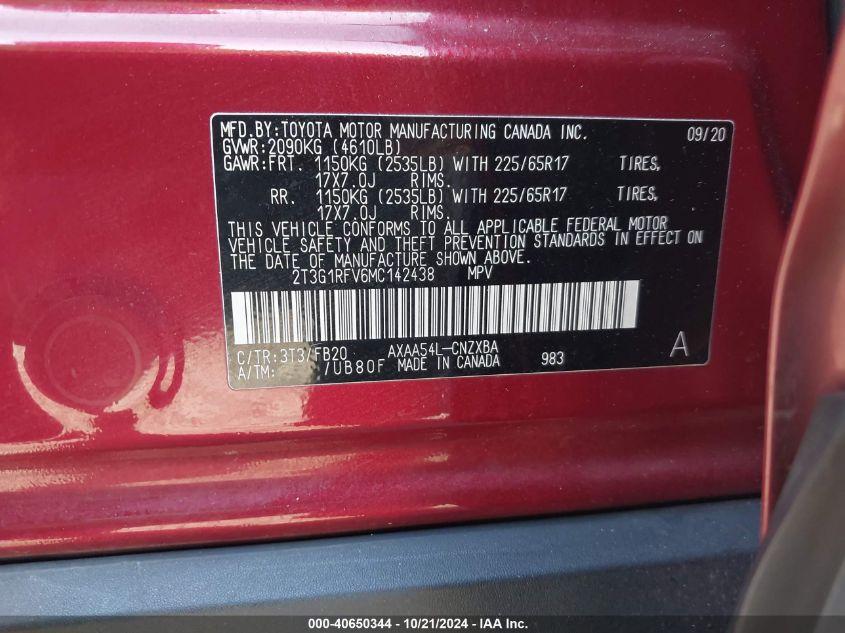 MFD.BY:TOYOTA MOTOR MANUFACTURING CANADA INC. 09/20
GVWR:2090KG (4610LB)
GAWR:FRT. 1150KG (2535LB) WITH 225/65R17 TIRES,
17X7.0J RIMS.
RR. 1150KG (2535LB) WITH 225/65R17 TIRES,
17X7.0J RIMS.
THIS VEHICLE CONFORMS TO ALL APPLICABLE FEDERAL MOTOR
VEHICLE SAFETY AND THEFT PREVENTION STANDARDS IN EFFECT ON
THE DATE OF MANUFACTURE SHOWN ABOVE.
2T3G1RFV6MC142438 MPV
C/TR:3T3/FB20 AXAA54L-CNZXBA A
A/TM: /UB80F MADE IN CANADA 983
000-40650344 - 10/21/2024 - IAA, Inc.